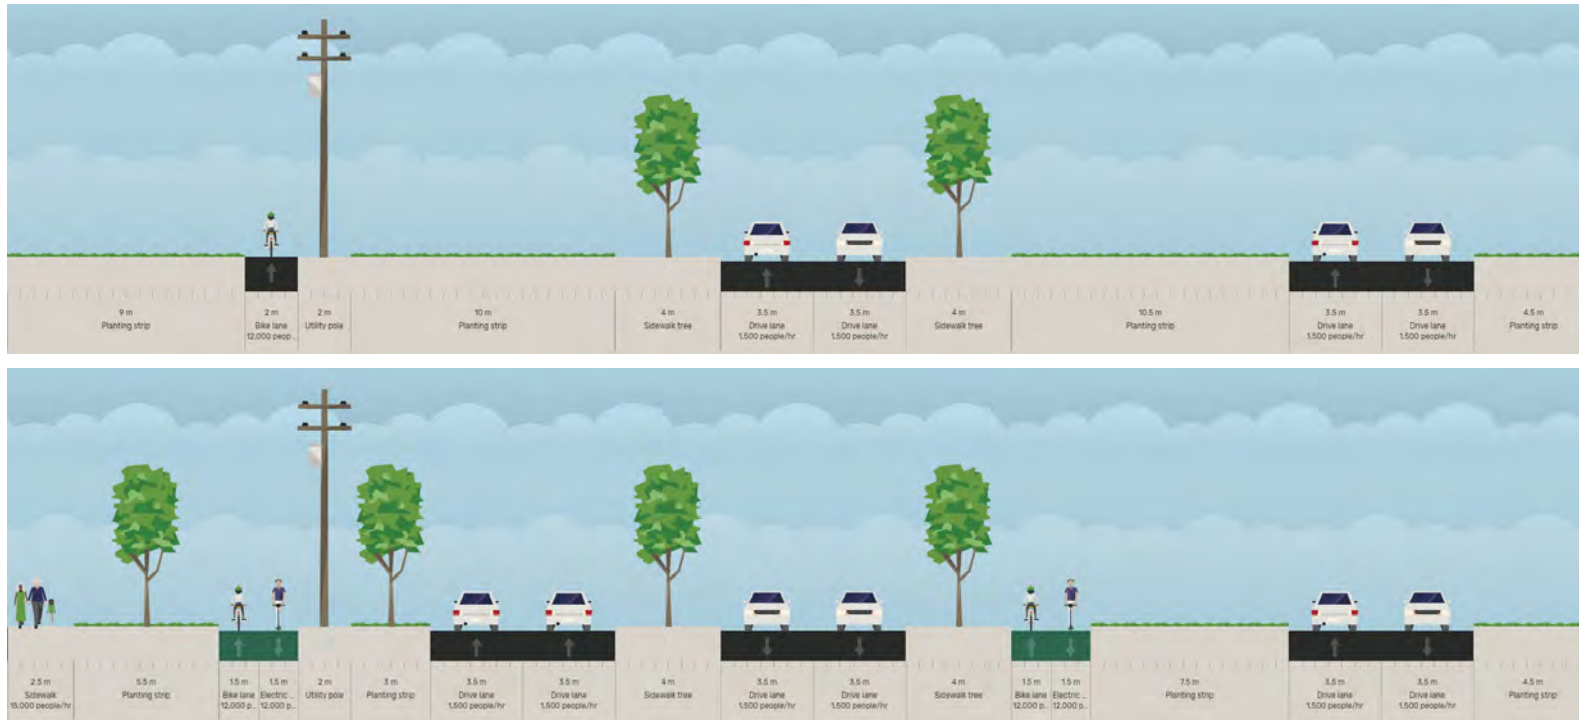 9 m
Planting strip
2 m
Bike lane
12,000 peop...
2 m
Utility pole
10 m
Planting strip
4 m
Sidewalk tree
3.5 m
Drive lane
1,500 people/hr
3.5 m
Drive lane
1,500 people/hr
4 m
Sidewalk tree
10.5 m
Planting strip
3.5 m
Drive lane
1,500 people/hr
3.5 m
Drive lane
1,500 people/hr
4.5 m
Planting strip
2.5 m
Sidewalk
15,000 people/hr
5.5 m
Planting strip
1.5 m
Bike lane
12,000 p...
1.5 m
Electric ...
12,000 p...
2 m
Utility pole
3 m
Planting strip
3.5 m
Drive lane
1,500 people/hr
3.5 m
Drive lane
1,500 people/hr
4 m
Sidewalk tree
3.5 m
Drive lane
1,500 people/hr
3.5 m
Drive lane
1,500 people/hr
4 m
Sidewalk tree
1.5 m
Bike lane
12,000 p...
1.5 m
Electric ...
12,000 p...
7.5 m
Planting strip
3.5 m
Drive lane
1,500 people/hr
3.5 m
Drive lane
1,500 people/hr
4.5 m
Planting strip